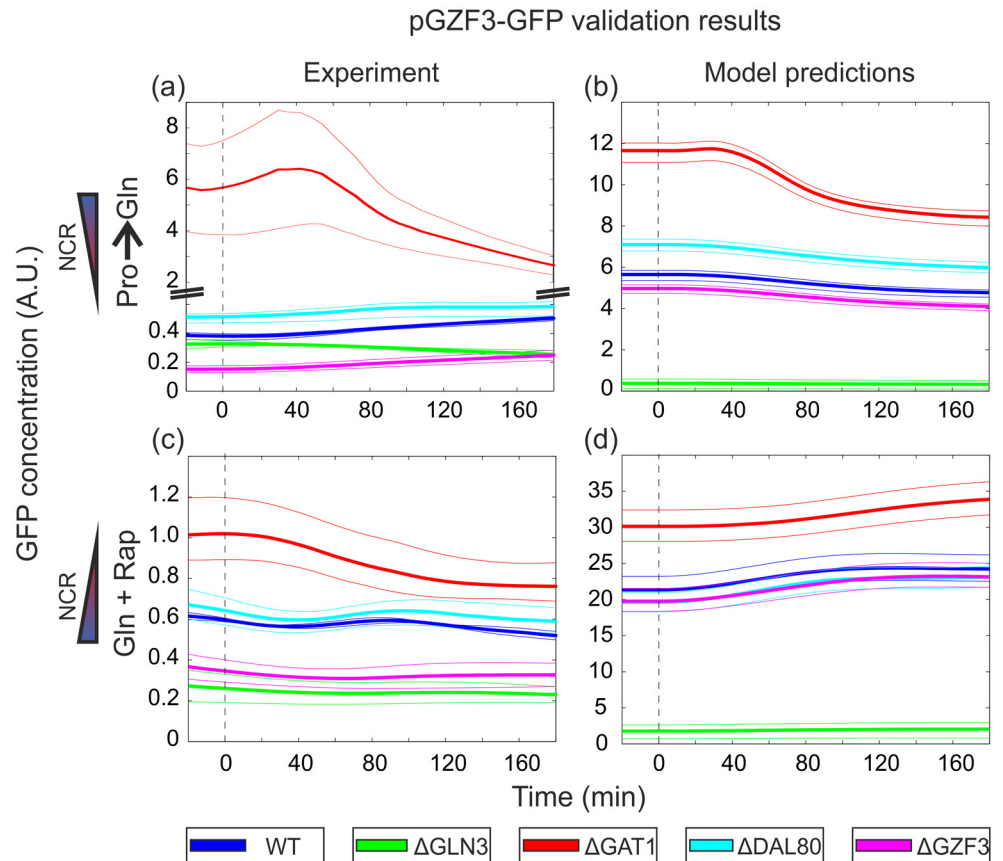 pGZF3-GFP validation results
Experiment
Model predictions
(a)
8
6
4
2
0.4
0.2
0
0 40 80 120 160
(b)
12
10
8
6
4
2
0
0 40 80 120 160
NCR
Pro→Gln
GFP concentration (A.U.)
(c)
1.2
1.0
0.8
0.6
0.4
0.2
0
0 40 80 120 160
(d)
35
30
25
20
15
10
5
0
0 40 80 120 160
NCR
Gln + Rap
Time (min)
WT ΔGLN3 ΔGAT1 ΔDAL80 ΔGZF3